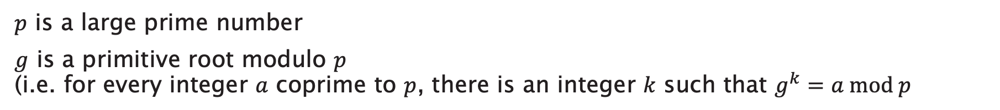 p is a large prime number
g is a primitive root modulo p
(i.e. for every integer a coprime to p, there is an integer k such that gᵏ = a mod p